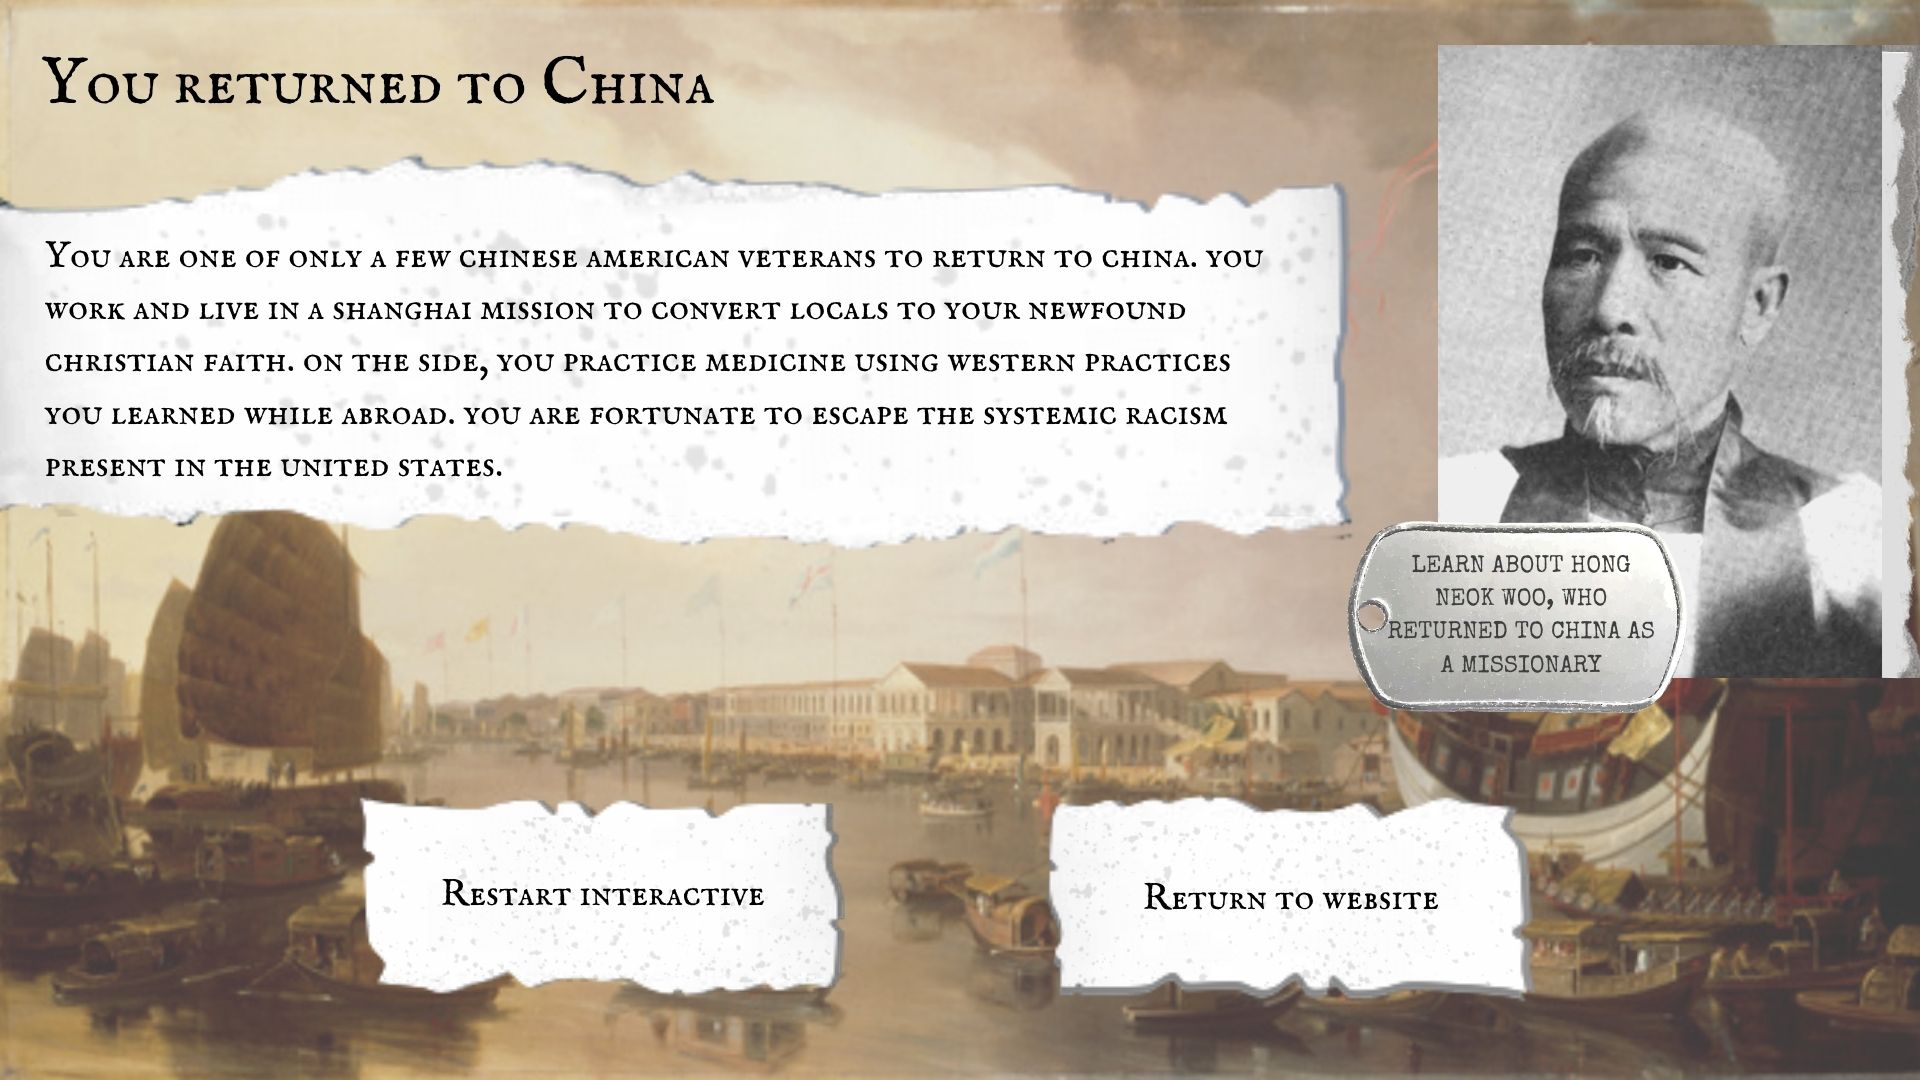 You returned to China
You are one of only a few Chinese American veterans to return to China. You
work and live in a Shanghai mission to convert locals to your newfound
Christian faith. On the side, you practice medicine using western practices
you learned while abroad. You are fortunate to escape the systemic racism
present in the United States.
LEARN ABOUT HONG
NEOK WOO, WHO
RETURNED TO CHINA AS
A MISSIONARY
Restart interactive
Return to website